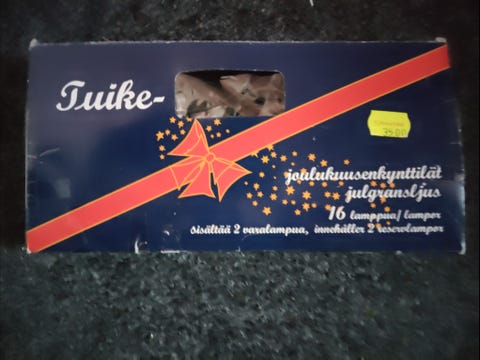 Tuike-
35,00
joulukuusenkynttilät
julgransljus
16 lamppua/ lampor
sisältää 2 varalampua, innehåller 2 reservlampor